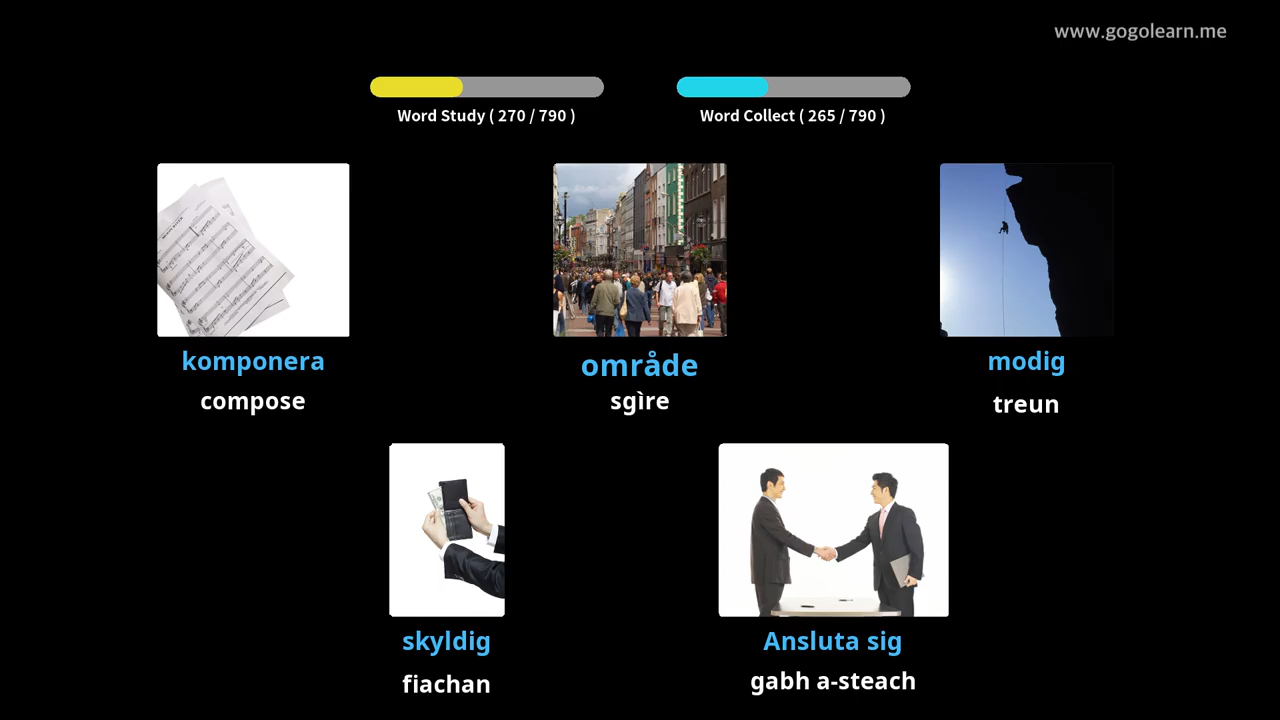 www.gogolearn.me
Word Study ( 270 / 790 )
Word Collect ( 265 / 790 )
komponera
compose
område
sgìre
modig
treun
skyldig
fiachan
Ansluta sig
gabh a-steach